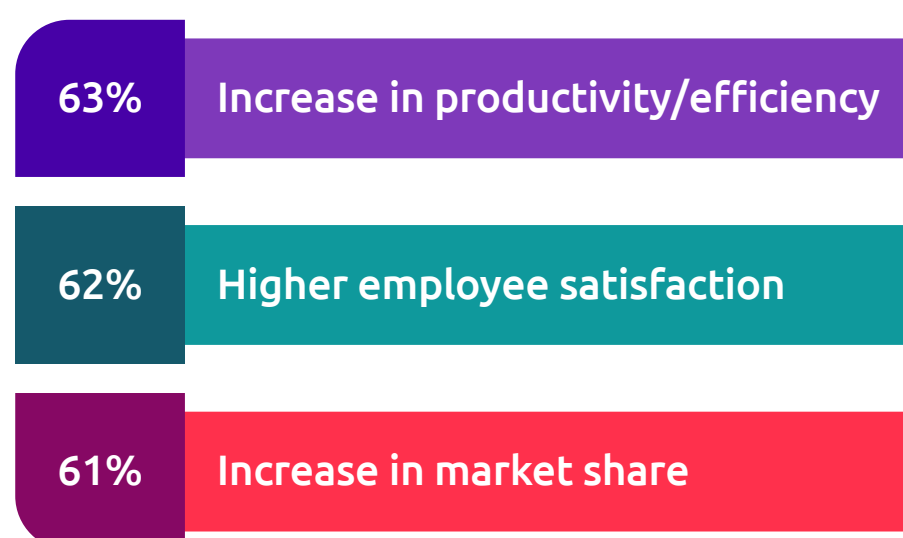 63% Increase in productivity/efficiency
62% Higher employee satisfaction
61% Increase in market share